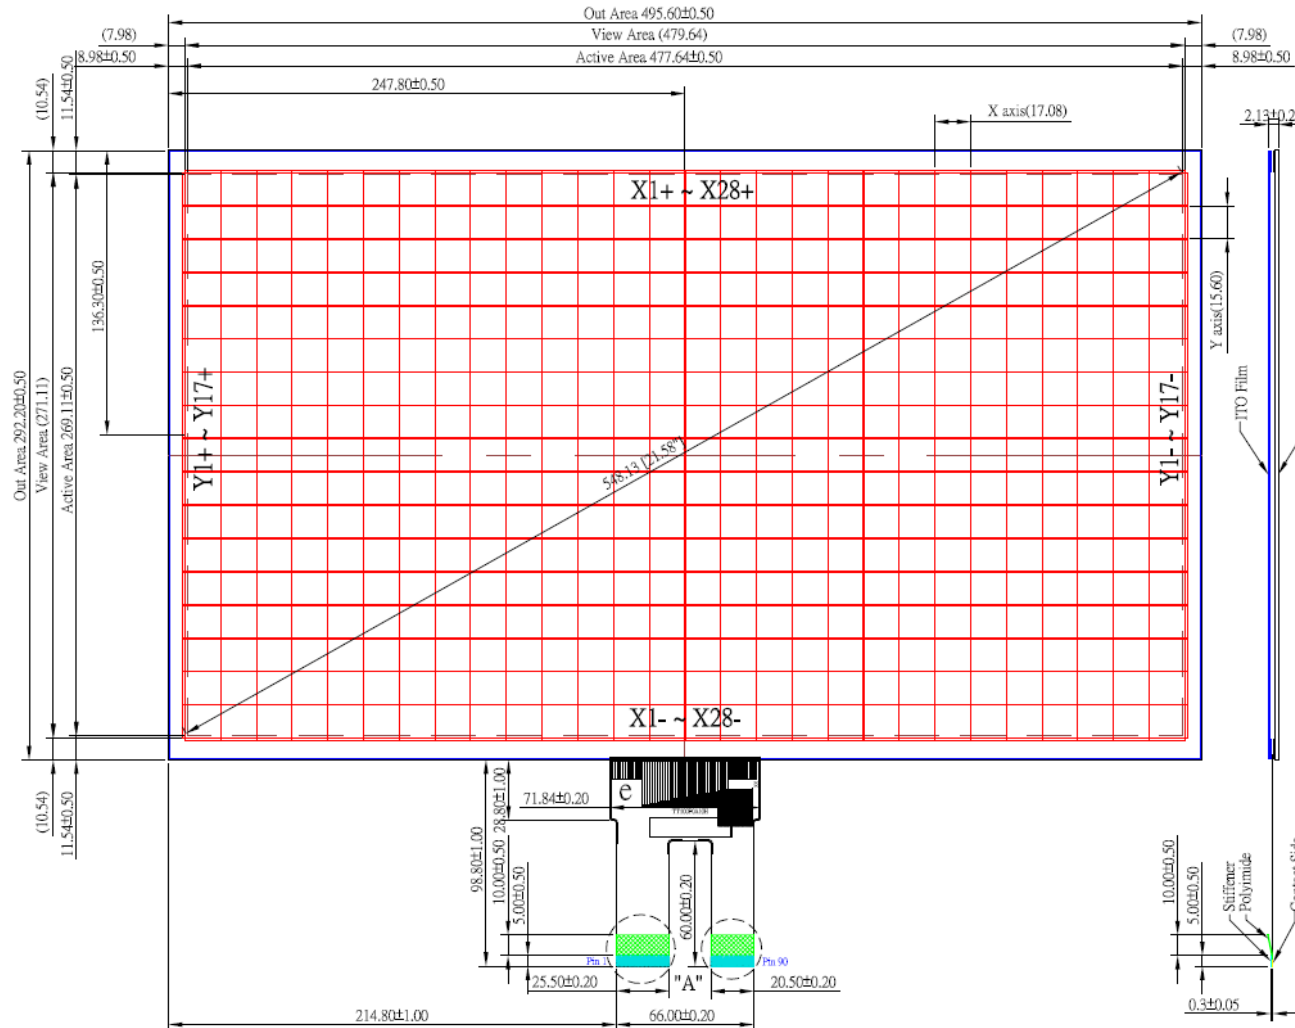 Out Area 495.60±0.50
(7.98) View Area (479.64) (7.98)
8.98±0.50 Active Area 477.64±0.50 8.98±0.50
247.80±0.50
X axis(17.08)
2.13±0.2
(10.54)
11.54±0.50
X1+ ~ X28+
136.30±0.50
Y axis(15.60)
Out Area 292.20±0.50
View Area (271.11)
Active Area 269.11±0.50
Y1+ ~ Y17+
548.13 [21.58"]
Y1- ~ Y17-
ITO Film
X1- ~ X28-
(10.54)
11.54±0.50
e
71.84±0.20
28.80±1.00
98.80±1.00
10.00±0.50
5.00±0.50
60.00±0.20
Stiffener
Polyimide
Contact Side
10.00±0.50
5.00±0.50
Pin 1
Pin 90
25.50±0.20
"A"
20.50±0.20
0.3±0.05
214.80±1.00
66.00±0.20